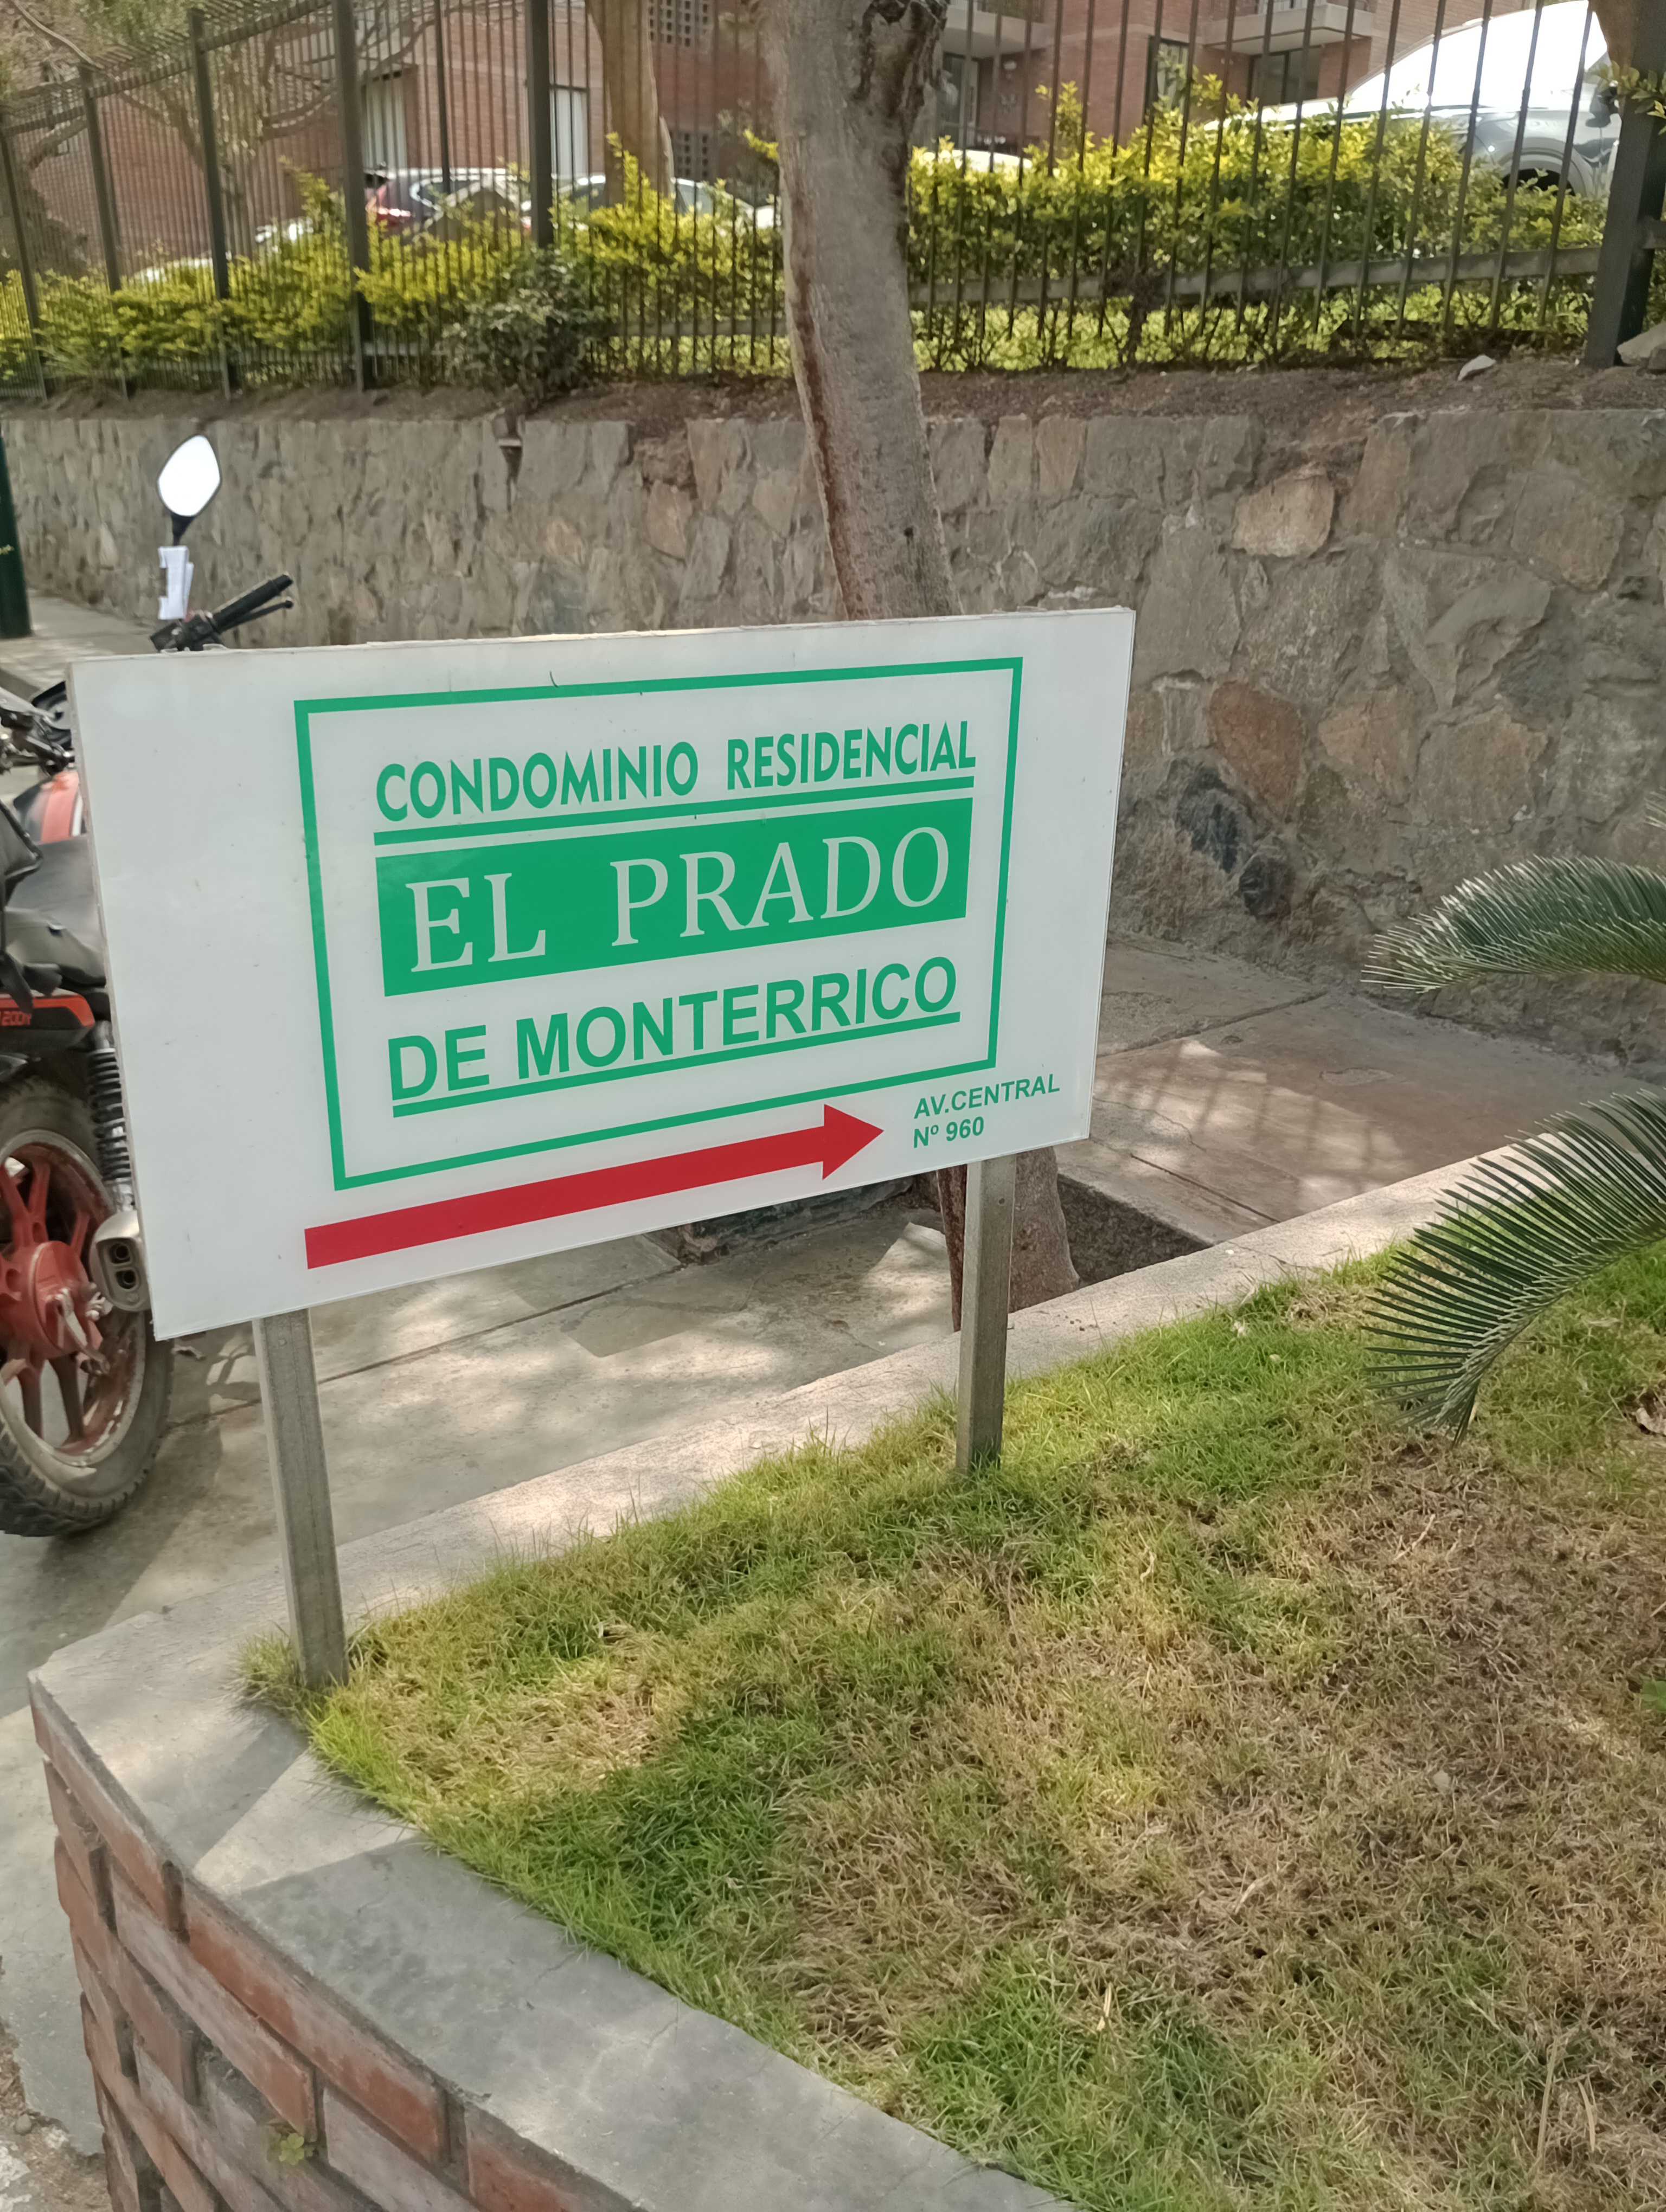 CONDOMINIO RESIDENCIAL
EL PRADO
DE MONTERRICO
AV.CENTRAL
Nº 960